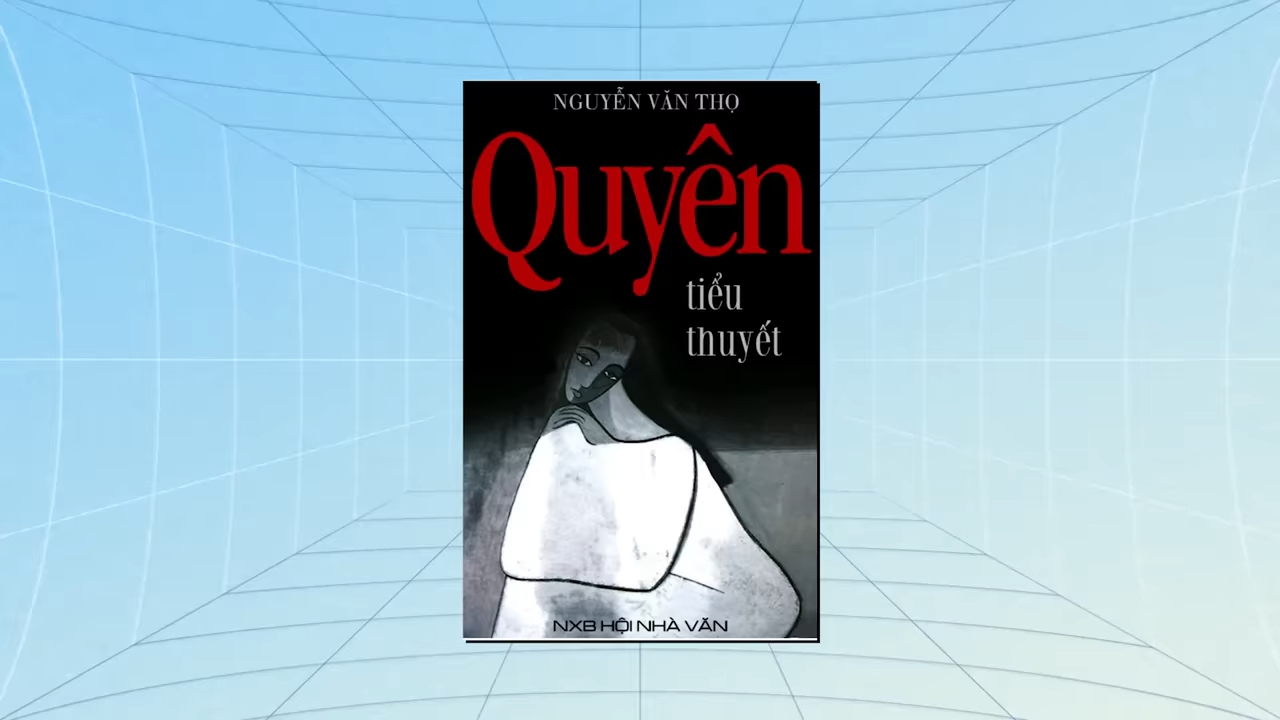 NGUYỄN VĂN THỌ
Quyên
tiểu
thuyết
NXB HỘI NHÀ VĂN